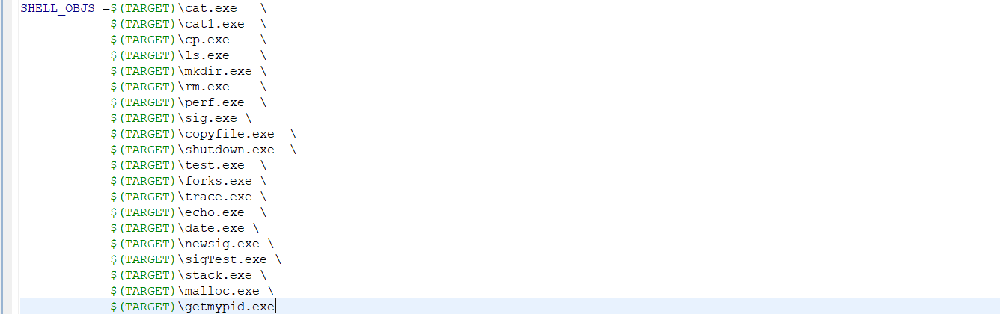 SHELL_OBJS =$(TARGET)\cat.exe   \
            $(TARGET)\cat1.exe  \
            $(TARGET)\cp.exe    \
            $(TARGET)\ls.exe    \
            $(TARGET)\mkdir.exe \
            $(TARGET)\rm.exe    \
            $(TARGET)\perf.exe  \
            $(TARGET)\sig.exe \
            $(TARGET)\copyfile.exe  \
            $(TARGET)\shutdown.exe  \
            $(TARGET)\test.exe  \
            $(TARGET)\forks.exe \
            $(TARGET)\trace.exe \
            $(TARGET)\echo.exe  \
            $(TARGET)\date.exe \
            $(TARGET)\newsig.exe \
            $(TARGET)\sigTest.exe \
            $(TARGET)\stack.exe \
            $(TARGET)\malloc.exe \
            $(TARGET)\getmypid.exe